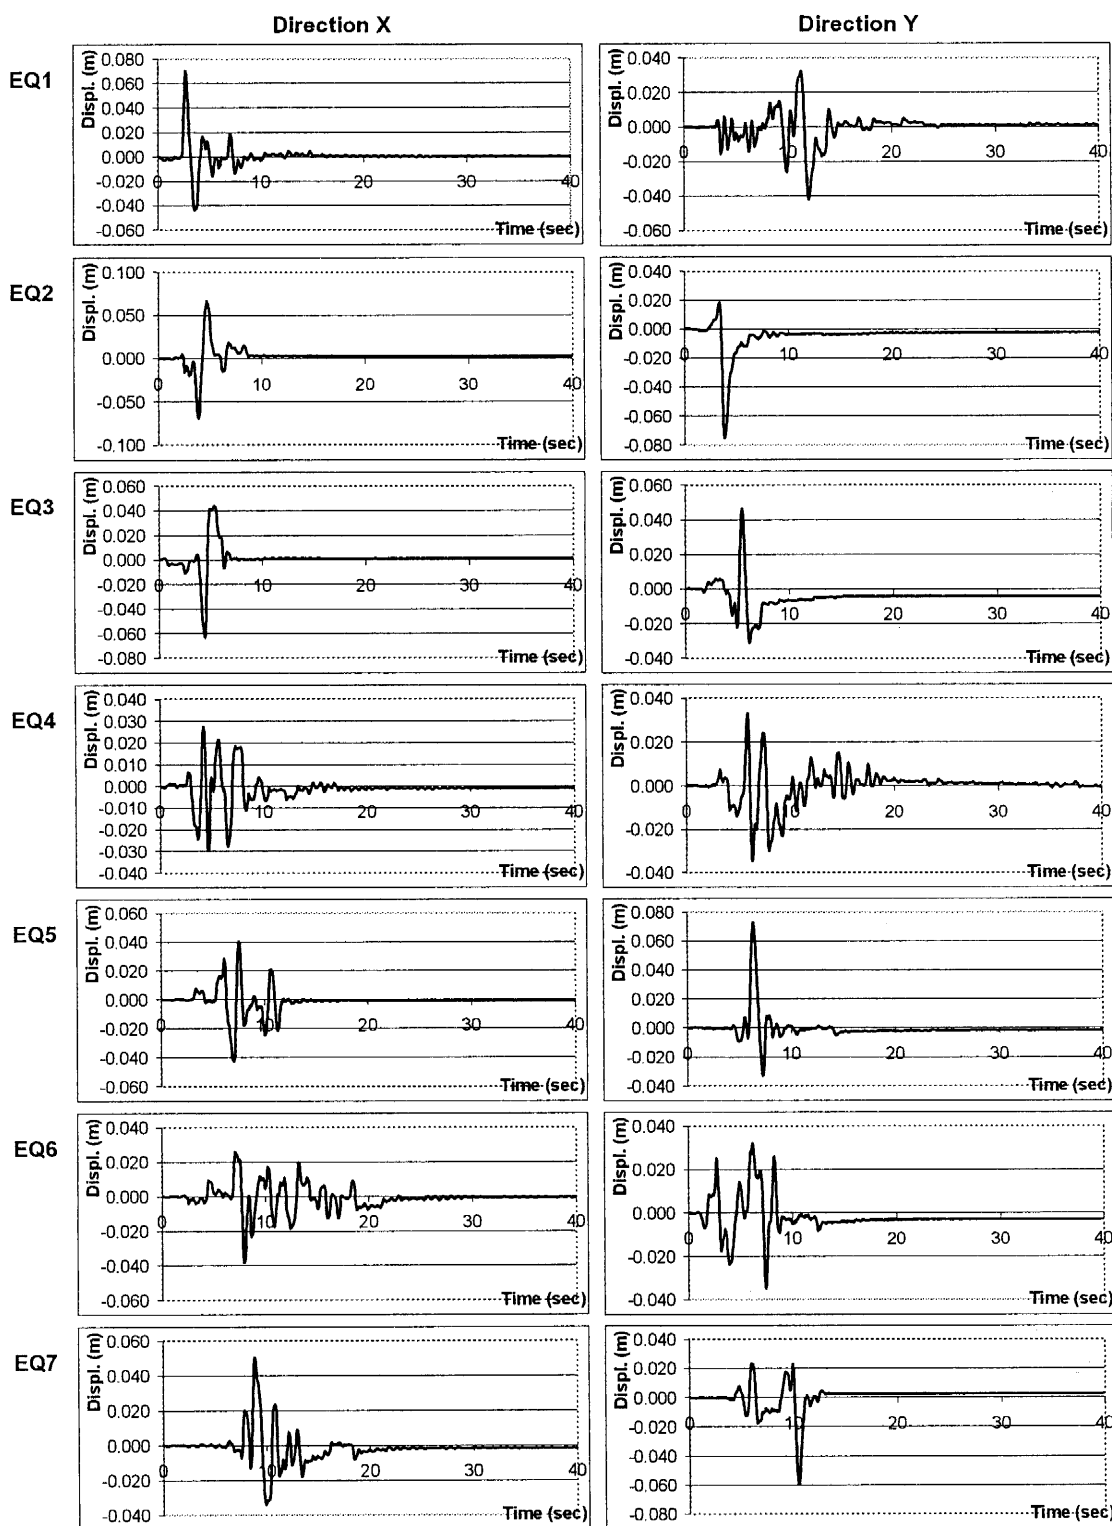 Direction X
Direction Y
EQ1
Displ. (m)
0.080
0.060
0.040
0.020
0.000
-0.020
-0.040
-0.060
0 10 20 30 40
Time (sec)
Displ. (m)
0.040
0.020
0.000
-0.020
-0.040
-0.060
0 10 20 30 40
Time (sec)
EQ2
Displ. (m)
0.100
0.050
0.000
-0.050
-0.100
0 10 20 30 40
Time (sec)
Displ. (m)
0.040
0.020
0.000
-0.020
-0.040
-0.060
-0.080
0 10 20 30 40
Time (sec)
EQ3
Displ. (m)
0.060
0.040
0.020
0.000
-0.020
-0.040
-0.060
-0.080
0 10 20 30 40
Time (sec)
Displ. (m)
0.060
0.040
0.020
0.000
-0.020
-0.040
0 10 20 30 40
Time (sec)
EQ4
Displ. (m)
0.040
0.030
0.020
0.010
0.000
-0.010
-0.020
-0.030
-0.040
0 10 20 30 40
Time (sec)
Displ. (m)
0.040
0.020
0.000
-0.020
-0.040
0 10 20 30 40
Time (sec)
EQ5
Displ. (m)
0.060
0.040
0.020
0.000
-0.020
-0.040
-0.060
0 10 20 30 40
Time (sec)
Displ. (m)
0.080
0.060
0.040
0.020
0.000
-0.020
-0.040
0 10 20 30 40
Time (sec)
EQ6
Displ. (m)
0.040
0.020
0.000
-0.020
-0.040
-0.060
0 10 20 30 40
Time (sec)
Displ. (m)
0.040
0.020
0.000
-0.020
-0.040
0 10 20 30 40
Time (sec)
EQ7
Displ. (m)
0.060
0.040
0.020
0.000
-0.020
-0.040
0 10 20 30 40
Time (sec)
Displ. (m)
0.040
0.020
0.000
-0.020
-0.040
-0.060
-0.080
0 10 20 30 40
Time (sec)